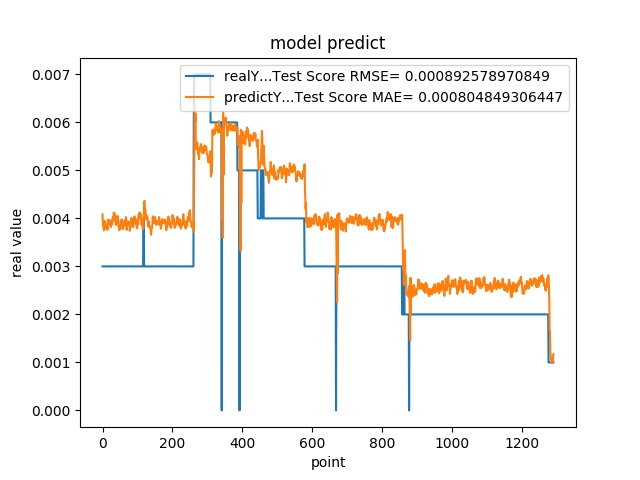 model predict
realY...Test Score RMSE= 0.000892578970849
predictY...Test Score MAE= 0.000804849306447
0.007
0.006
0.005
0.004
0.003
0.002
0.001
0.000
real value
0 200 400 600 800 1000 1200
point